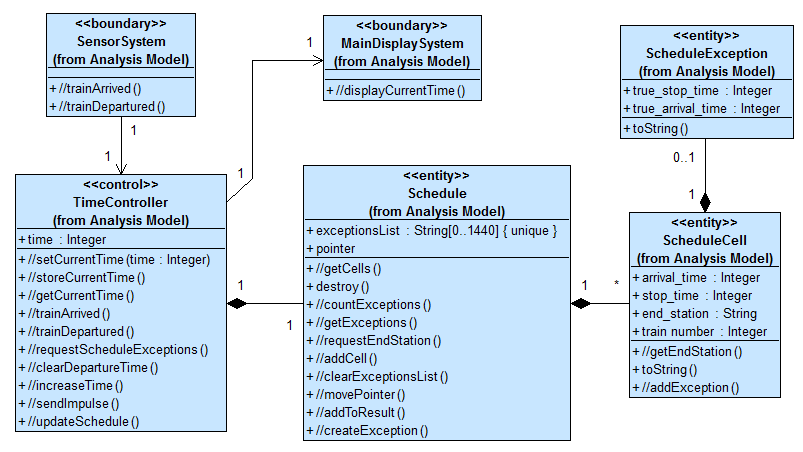 <<boundary>>
SensorSystem
(from Analysis Model)
+ //trainArrived()
+ //trainDepartured()
1
1
<<boundary>>
MainDisplaySystem
(from Analysis Model)
+ //displayCurrentTime()
1
1
<<entity>>
ScheduleException
(from Analysis Model)
+ true_stop_time : Integer
+ true_arrival_time : Integer
+ toString()
0..1
1
<<control>>
TimeController
(from Analysis Model)
+ time : Integer
+ //setCurrentTime(time : Integer)
+ //storeCurrentTime()
+ //getCurrentTime()
+ //trainArrived()
+ //trainDepartured()
+ //requestScheduleExceptions()
+ //clearDepartureTime()
+ //increaseTime()
+ //sendImpulse()
+ //updateSchedule()
1
1
<<entity>>
Schedule
(from Analysis Model)
+ exceptionsList : String[0..1440] { unique }
+ pointer
+ //getCells()
+ destroy()
+ //countExceptions()
+ //getExceptions()
+ //requestEndStation()
+ //addCell()
+ //clearExceptionsList()
+ //movePointer()
+ //addToResult()
+ //createException()
1
*
<<entity>>
ScheduleCell
(from Analysis Model)
+ arrival_time : Integer
+ stop_time : Integer
+ end_station : String
+ train number : Integer
+ //getEndStation()
+ toString()
+ //addException()